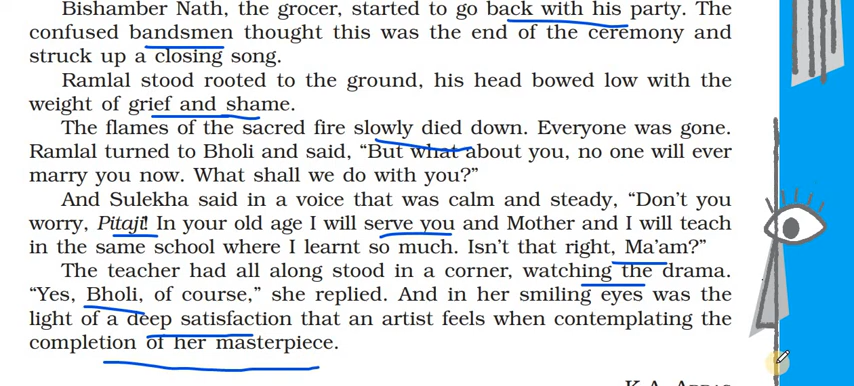 Bishamber Nath, the grocer, started to go back with his party. The
confused bandsmen thought this was the end of the ceremony and
struck up a closing song.
Ramlal stood rooted to the ground, his head bowed low with the
weight of grief and shame.
The flames of the sacred fire slowly died down. Everyone was gone.
Ramlal turned to Bholi and said, “But what about you, no one will ever
marry you now. What shall we do with you?”
And Sulekha said in a voice that was calm and steady, “Don’t you
worry, Pitaji! In your old age I will serve you and Mother and I will teach
in the same school where I learnt so much. Isn’t that right, Ma’am?”
The teacher had all along stood in a corner, watching the drama.
“Yes, Bholi, of course,” she replied. And in her smiling eyes was the
light of a deep satisfaction that an artist feels when contemplating the
completion of her masterpiece.
K.A. Abbas